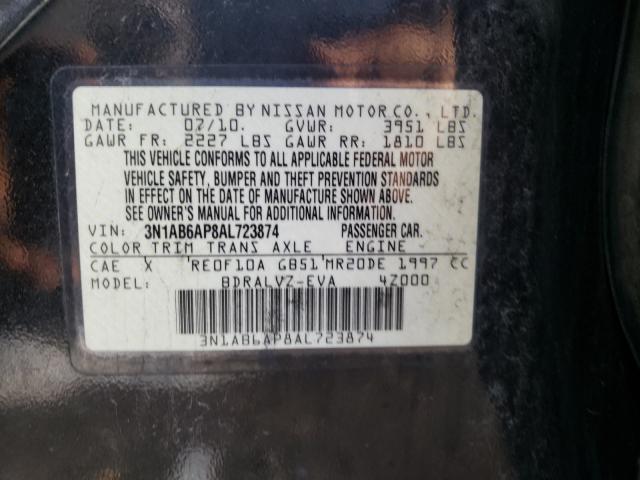 MANUFACTURED BY NISSAN MOTOR CO., LTD.
DATE: 07/10. GVWR: 3951 LBS
GAWR FR: 2227 LBS GAWR RR: 1810 LBS
THIS VEHICLE CONFORMS TO ALL APPLICABLE FEDERAL MOTOR
VEHICLE SAFETY, BUMPER AND THEFT PREVENTION STANDARDS
IN EFFECT ON THE DATE OF MANUFACTURE SHOWN ABOVE.
SEE OWNER'S MANUAL FOR ADDITIONAL INFORMATION.
VIN: 3N1AB6AP8AL723874 PASSENGER CAR.
COLOR TRIM TRANS AXLE ENGINE
CAE X RE0F10A GB51 MR20DE 1997 CC
MODEL: BDRALVZ-EVA 4Z000
3N1AB6AP8AL723874